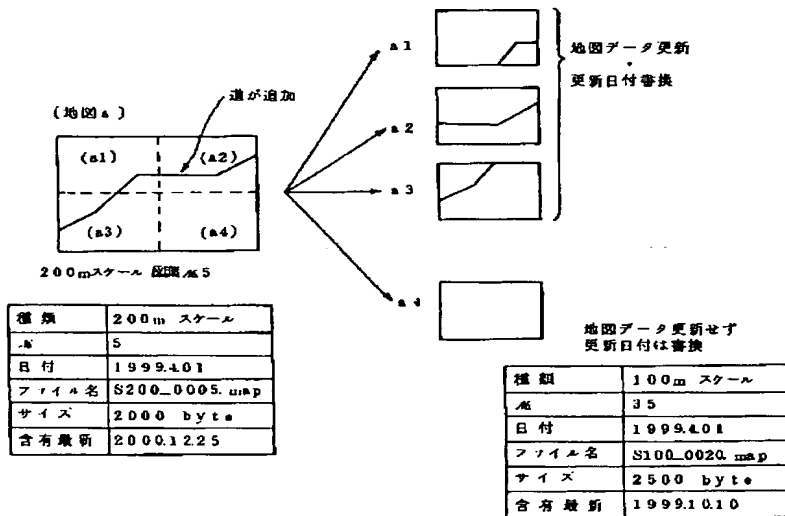 (地図a)
道が追加
(a1)
(a2)
(a3)
(a4)
200mスケール 図面№5
a1
a2
a3
a4
地図データ更新
・
更新日付書換
地図データ更新せず
更新日付は書換
種類 200m スケール
№ 5
日付 1999.4.01
ファイル名 S200_0005.map
サイズ 2000 byte
含有最新 2000.12.25
種類 100m スケール
№ 35
日付 1999.4.01
ファイル名 S100_0020.map
サイズ 2500 byte
含有最新 1999.10.10